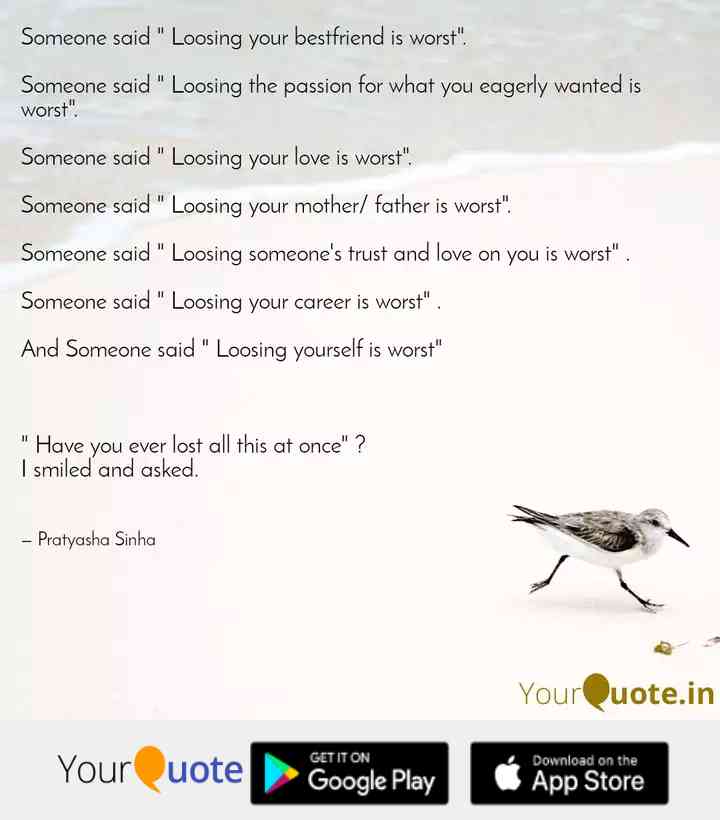 Someone said " Loosing your bestfriend is worst".
Someone said " Loosing the passion for what you eagerly wanted is
worst".
Someone said " Loosing your love is worst".
Someone said " Loosing your mother/ father is worst".
Someone said " Loosing someone's trust and love on you is worst" .
Someone said " Loosing your career is worst" .
And Someone said " Loosing yourself is worst"
" Have you ever lost all this at once" ?
I smiled and asked.
– Pratyasha Sinha
YourQuote.in
YourQuote
GET IT ON
Google Play
Download on the
App Store